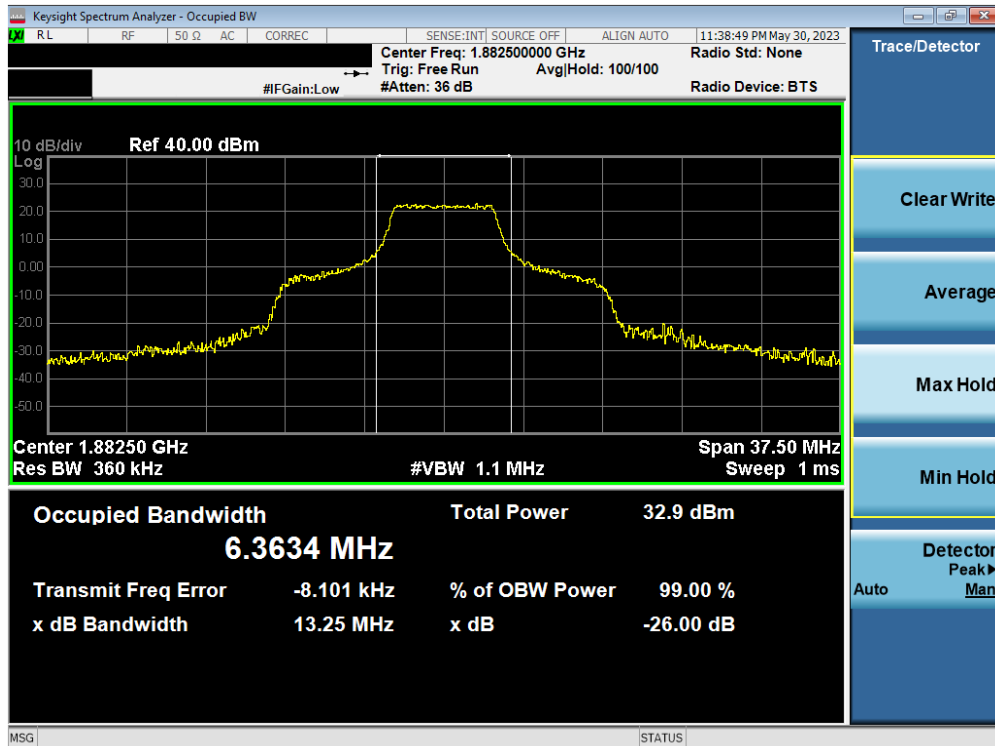 Keysight Spectrum Analyzer - Occupied BW
LXI RL RF 50 Ω AC CORREC SENSE:INT SOURCE OFF ALIGN AUTO 11:38:49 PM May 30, 2023
Center Freq: 1.882500000 GHz Radio Std: None
Trig: Free Run Avg|Hold: 100/100
#IFGain:Low #Atten: 36 dB Radio Device: BTS
Trace/Detector
10 dB/div Ref 40.00 dBm
Log
30.0
20.0
10.0
0.00
-10.0
-20.0
-30.0
-40.0
-50.0
Center 1.88250 GHz Span 37.50 MHz
Res BW 360 kHz #VBW 1.1 MHz Sweep 1 ms
Occupied Bandwidth Total Power 32.9 dBm
6.3634 MHz
Transmit Freq Error -8.101 kHz % of OBW Power 99.00 %
x dB Bandwidth 13.25 MHz x dB -26.00 dB
Clear Write
Average
Max Hold
Min Hold
Detector
Peak▶
Auto Man
MSG STATUS